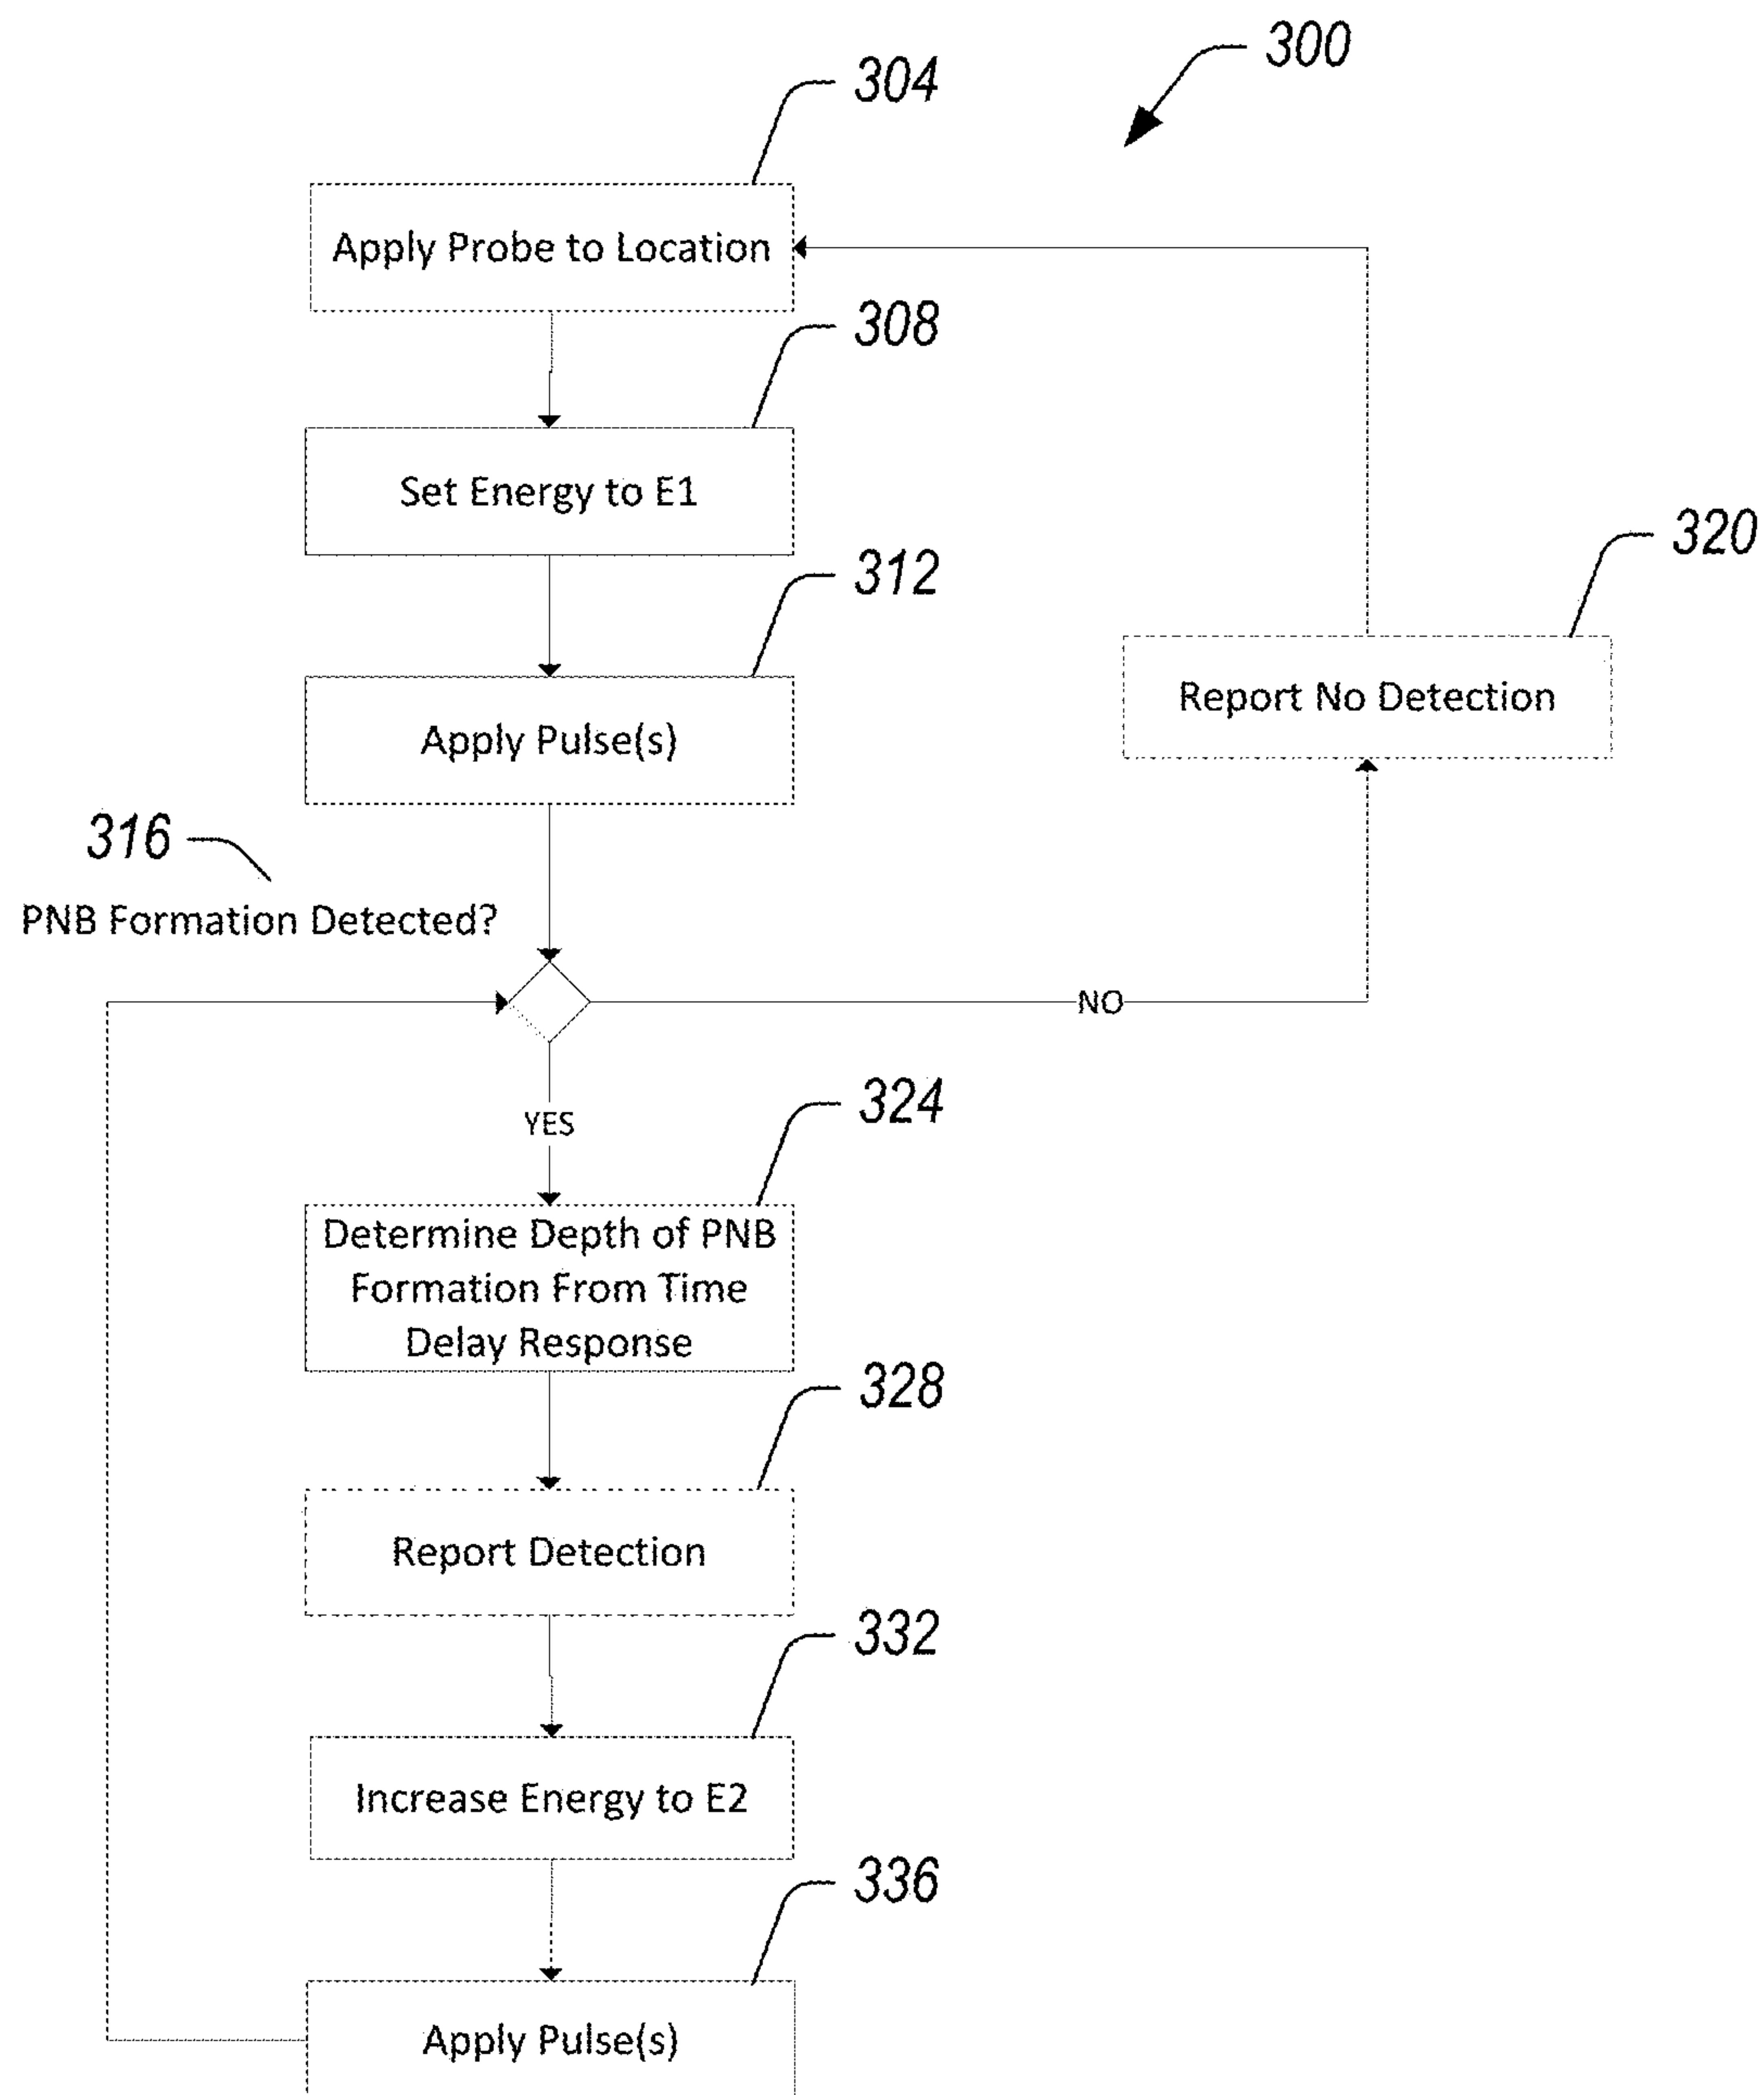 300
304
Apply Probe to Location
308
Set Energy to E1
312
Apply Pulse(s)
320
Report No Detection
316
PNB Formation Detected?
NO
YES
324
Determine Depth of PNB
Formation From Time
Delay Response
328
Report Detection
332
Increase Energy to E2
336
Apply Pulse(s)